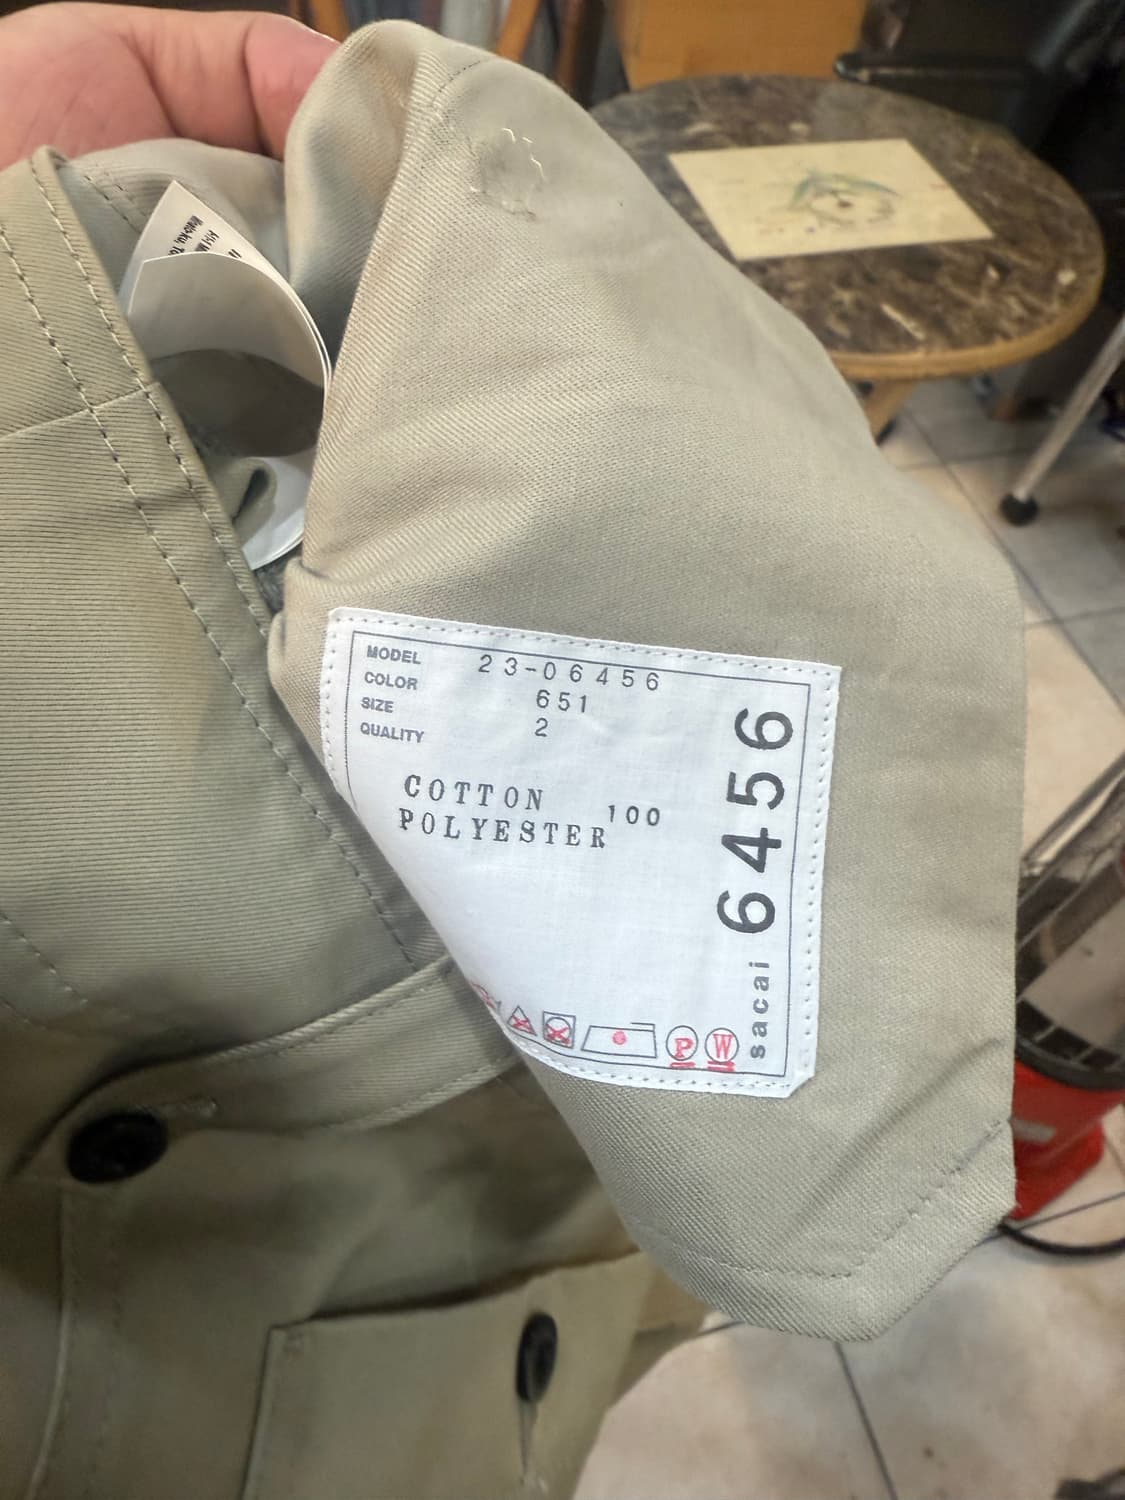 MODEL 23-06456
COLOR 651
SIZE 2
QUALITY
COTTON 100
POLYESTER
P W
sacai 6456